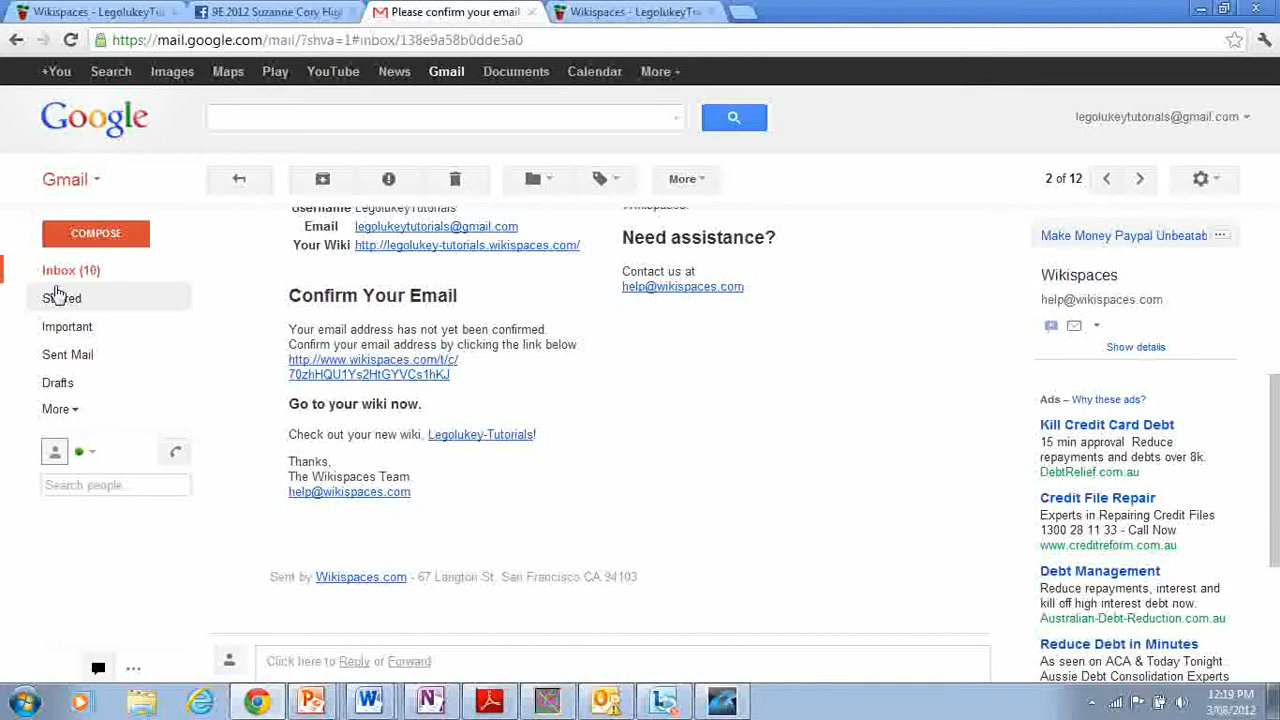 Wikispaces - LegolukeyTu
9E 2012 Suzanne Cory High
Please confirm your email
Wikispaces - LegolukeyTu
https://mail.google.com/mail/?shva=1#inbox/138e9a58b0dde5a0
+You Search Images Maps Play YouTube News Gmail Documents Calendar More
Google
legolukeytutorials@gmail.com
Gmail
More
2 of 12
COMPOSE
Inbox (10)
Starred
Important
Sent Mail
Drafts
More
Search people...
Username LegolukeyTutorials
Email legolukeytutorials@gmail.com
Your Wiki http://legolukey-tutorials.wikispaces.com/
Confirm Your Email
Your email address has not yet been confirmed.
Confirm your email address by clicking the link below
http://www.wikispaces.com/t/c/
70zhHQU1Ys2HtGYVCs1hKJ
Go to your wiki now.
Check out your new wiki, Legolukey-Tutorials!
Thanks,
The Wikispaces Team
help@wikispaces.com
Wikispaces.
Need assistance?
Contact us at
help@wikispaces.com
Sent by Wikispaces.com - 67 Langton St, San Francisco CA 94103
Click here to Reply or Forward
Make Money Paypal Unbeatab
Wikispaces
help@wikispaces.com
Show details
Ads – Why these ads?
Kill Credit Card Debt
15 min approval Reduce
repayments and debts over 8k.
DebtRelief.com.au
Credit File Repair
Experts in Repairing Credit Files
1300 28 11 33 - Call Now
www.creditreform.com.au
Debt Management
Reduce repayments, interest and
kill off high interest debt now.
Australian-Debt-Reduction.com.au
Reduce Debt in Minutes
As seen on ACA & Today Tonight
Aussie Debt Consolidation Experts
12:19 PM
3/08/2012